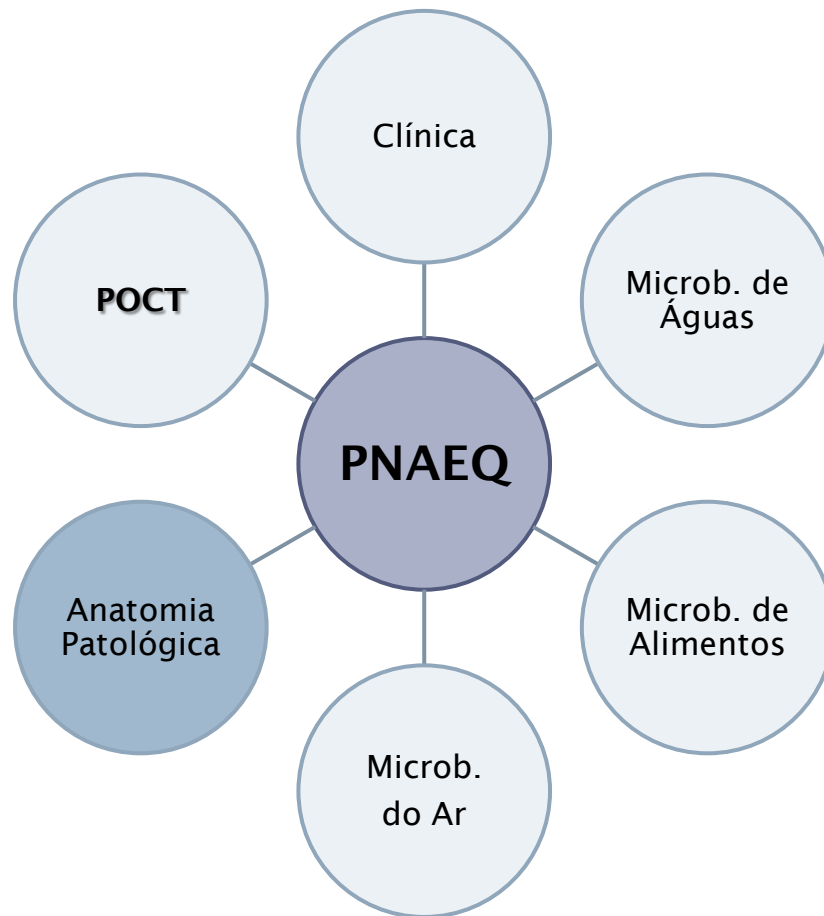 Clínica
POCT
Microb. de
Águas
PNAEQ
Anatomia
Patológica
Microb. de
Alimentos
Microb.
do Ar